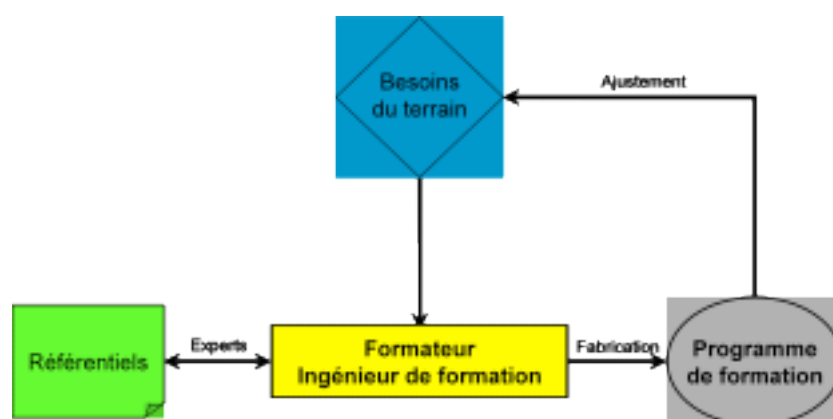 Besoins
du terrain
Ajustement
Référentiels
Experts
Formateur
Ingénieur de formation
Fabrication
Programme
de formation